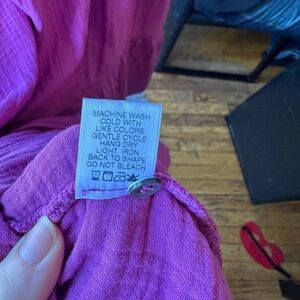 MACHINE WASH
COLD WITH
LIKE COLORS
GENTLE CYCLE
HANG DRY
LIGHT IRON
BACK TO SHAPE
DO NOT BLEACH